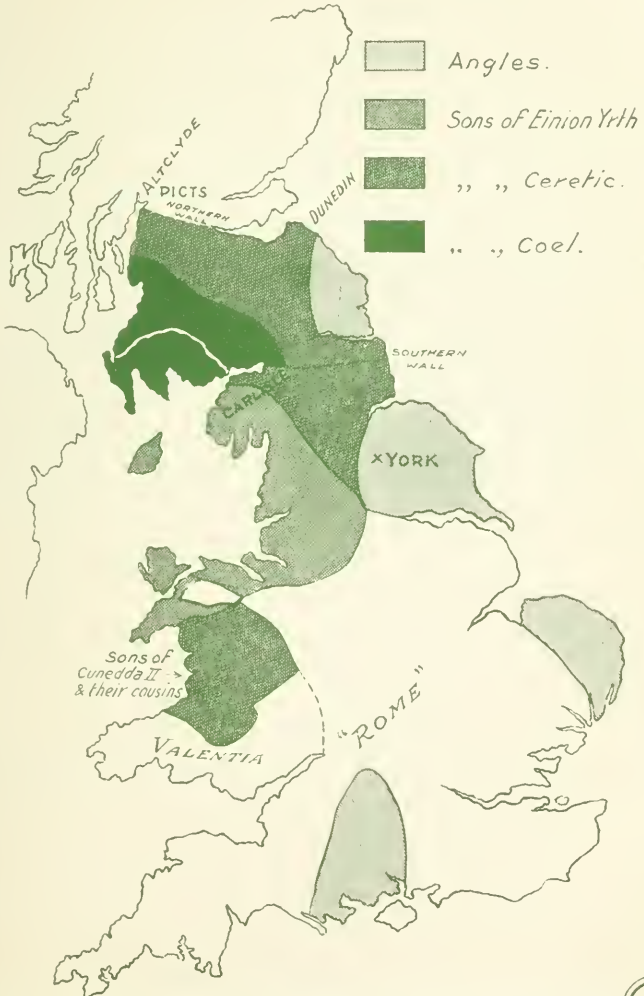 Angles.
Sons of Einion Yrth
„ „ Ceretic.
„ „ Coel.
ALTCLYDE
PICTS
NORTHERN
WALL
DUNEDIN
SOUTHERN
WALL
CARLISLE
xYORK
Sons of
Cunedda II
& their cousins
"ROME"
VALENTIA